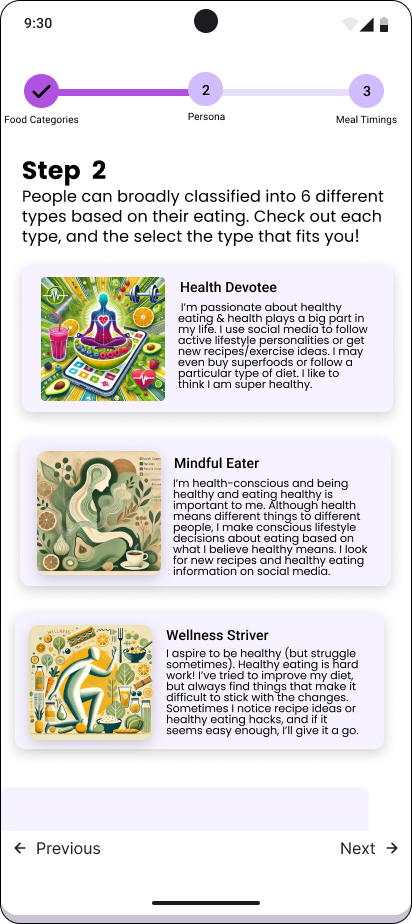 9:30
2
3
Food Categories
Persona
Meal Timings
Step 2
People can broadly classified into 6 different
types based on their eating. Check out each
type, and the select the type that fits you!
Health Devotee
I’m passionate about healthy
eating & health plays a big part in
my life. I use social media to follow
active lifestyle personalities or get
new recipes/exercise ideas. I may
even buy superfoods or follow a
particular type of diet. I like to
think I am super healthy.
Mindful Eater
I’m health-conscious and being
healthy and eating healthy is
important to me. Although health
means different things to different
people, I make conscious lifestyle
decisions about eating based on
what I believe healthy means. I look
for new recipes and healthy eating
information on social media.
WELLNESS
Wellness Striver
I aspire to be healthy (but struggle
sometimes). Healthy eating is hard
work! I’ve tried to improve my diet,
but always find things that make it
difficult to stick with the changes.
Sometimes I notice recipe ideas or
healthy eating hacks, and if it
seems easy enough, I’ll give it a go.
Previous
Next